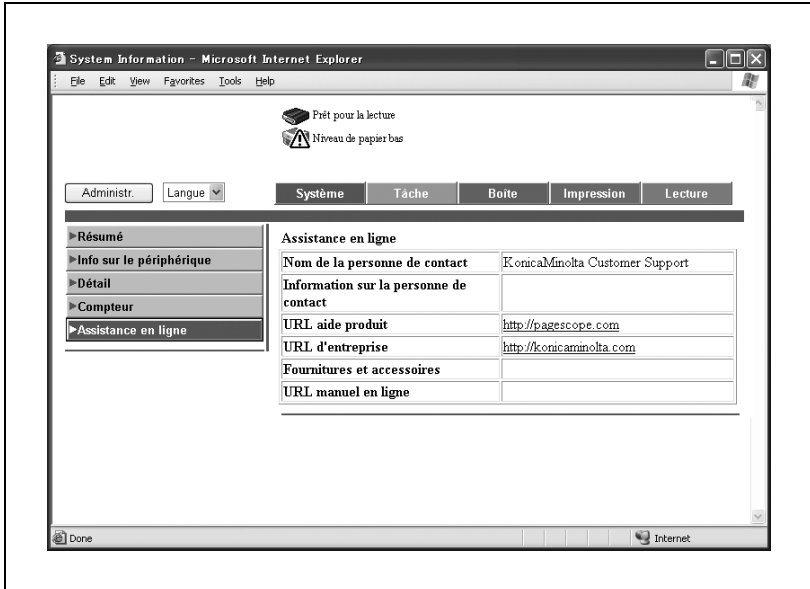 System Information - Microsoft Internet Explorer
File Edit View Favorites Tools Help
Prêt pour la lecture
Niveau de papier bas
Administr. Langue
Système Tâche Boîte Impression Lecture
Résumé
Info sur le périphérique
Détail
Compteur
Assistance en ligne
Assistance en ligne
Nom de la personne de contact KonicaMinolta Customer Support
Information sur la personne de
contact
URL aide produit http://pagescope.com
URL d'entreprise http://konicaminolta.com
Fournitures et accessoires
URL manuel en ligne
Done Internet